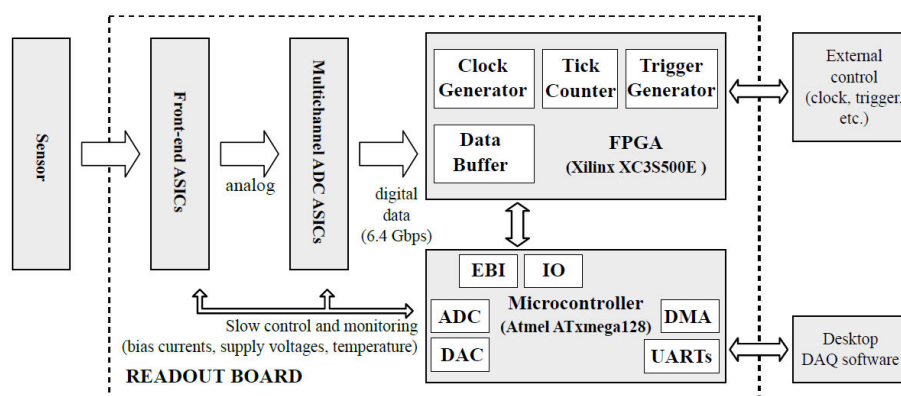 Sensor
Front-end ASICs
analog
Multichannel ADC ASICs
digital
data
(6.4 Gbps)
Clock
Generator
Tick
Counter
Trigger
Generator
Data
Buffer
FPGA
(Xilinx XC3S500E )
External
control
(clock, trigger,
etc.)
EBI
IO
Microcontroller
(Atmel ATxmega128)
ADC
DAC
DMA
UARTs
Slow control and monitoring
(bias currents, supply voltages, temperature)
READOUT BOARD
Desktop
DAQ software